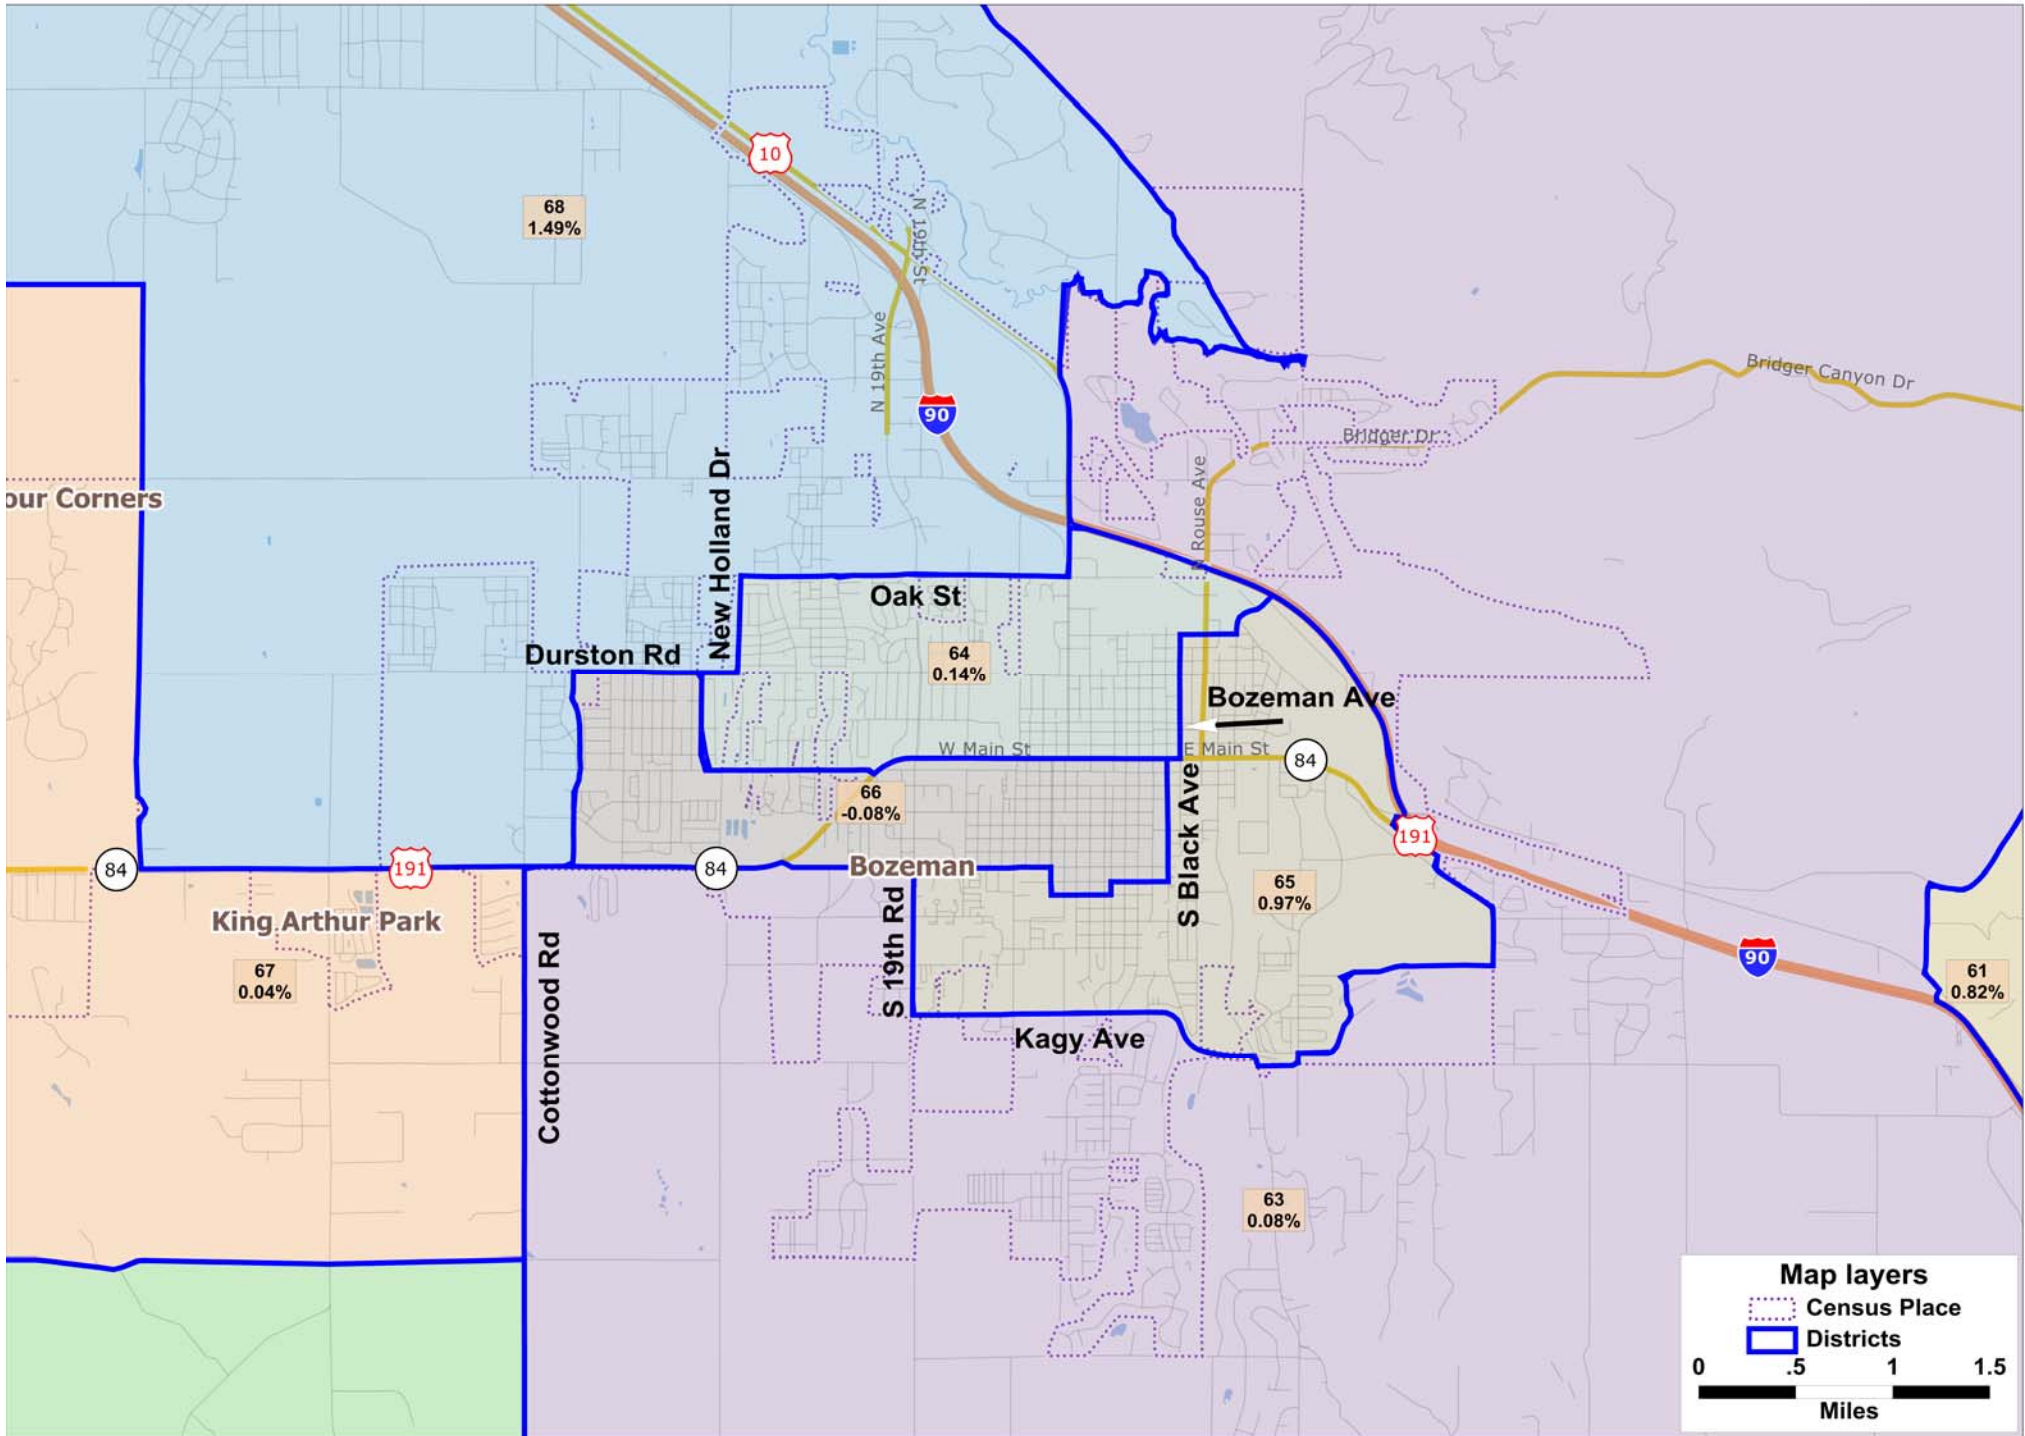 10
68
1.49%
N 19th St
N 19th Ave
90
Bridger Canyon Dr
Bridger Dr
N Rouse Ave
our Corners
New Holland Dr
Oak St
Durston Rd
64
0.14%
Bozeman Ave
W Main St
E Main St
84
66
-0.08%
S Black Ave
191
84
191
84
Bozeman
65
0.97%
King Arthur Park
S 19th Rd
67
0.04%
Cottonwood Rd
90
61
0.82%
Kagy Ave
63
0.08%
Map layers
Census Place
Districts
0 .5 1 1.5
Miles